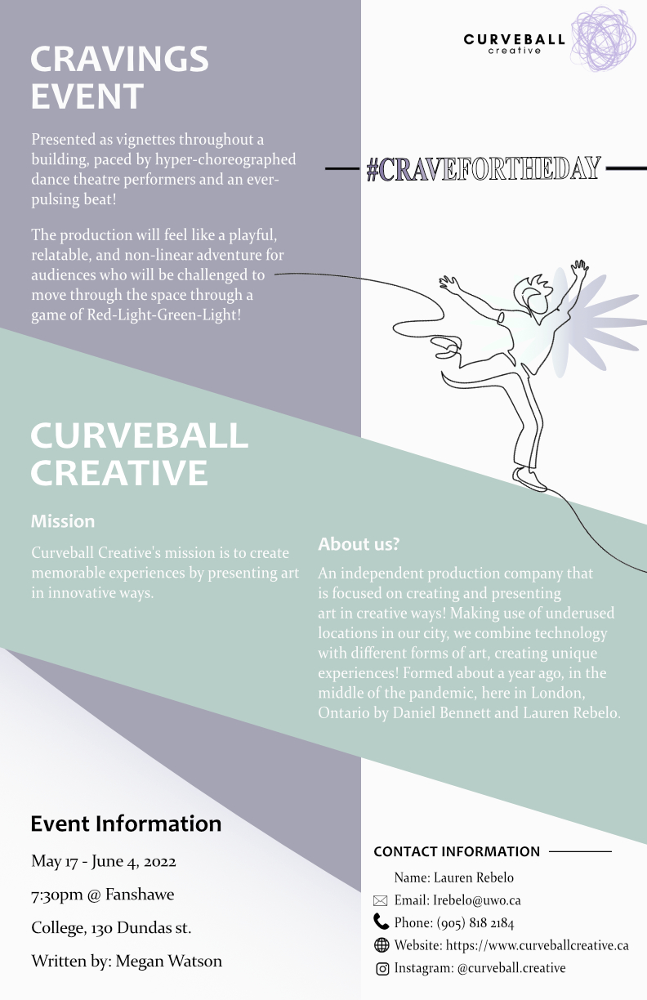 CURVEBALL
creative
CRAVINGS
EVENT
Presented as vignettes throughout a
building, paced by hyper-choreographed
dance theatre performers and an ever-
pulsing beat!
The production will feel like a playful,
relatable, and non-linear adventure for
audiences who will be challenged to
move through the space through a
game of Red-Light-Green-Light!
#CRAVEFORTHEDAY
CURVEBALL
CREATIVE
Mission
Curveball Creative's mission is to create
memorable experiences by presenting art
in innovative ways.
About us?
An independent production company that
is focused on creating and presenting
art in creative ways! Making use of underused
locations in our city, we combine technology
with different forms of art, creating unique
experiences! Formed about a year ago, in the
middle of the pandemic, here in London,
Ontario by Daniel Bennett and Lauren Rebelo.
Event Information
May 17 - June 4, 2022
7:30pm @ Fanshawe
College, 130 Dundas st.
Written by: Megan Watson
CONTACT INFORMATION
Name: Lauren Rebelo
Email: Irebelo@uwo.ca
Phone: (905) 818 2184
Website: https://www.curveballcreative.ca
Instagram: @curveball.creative